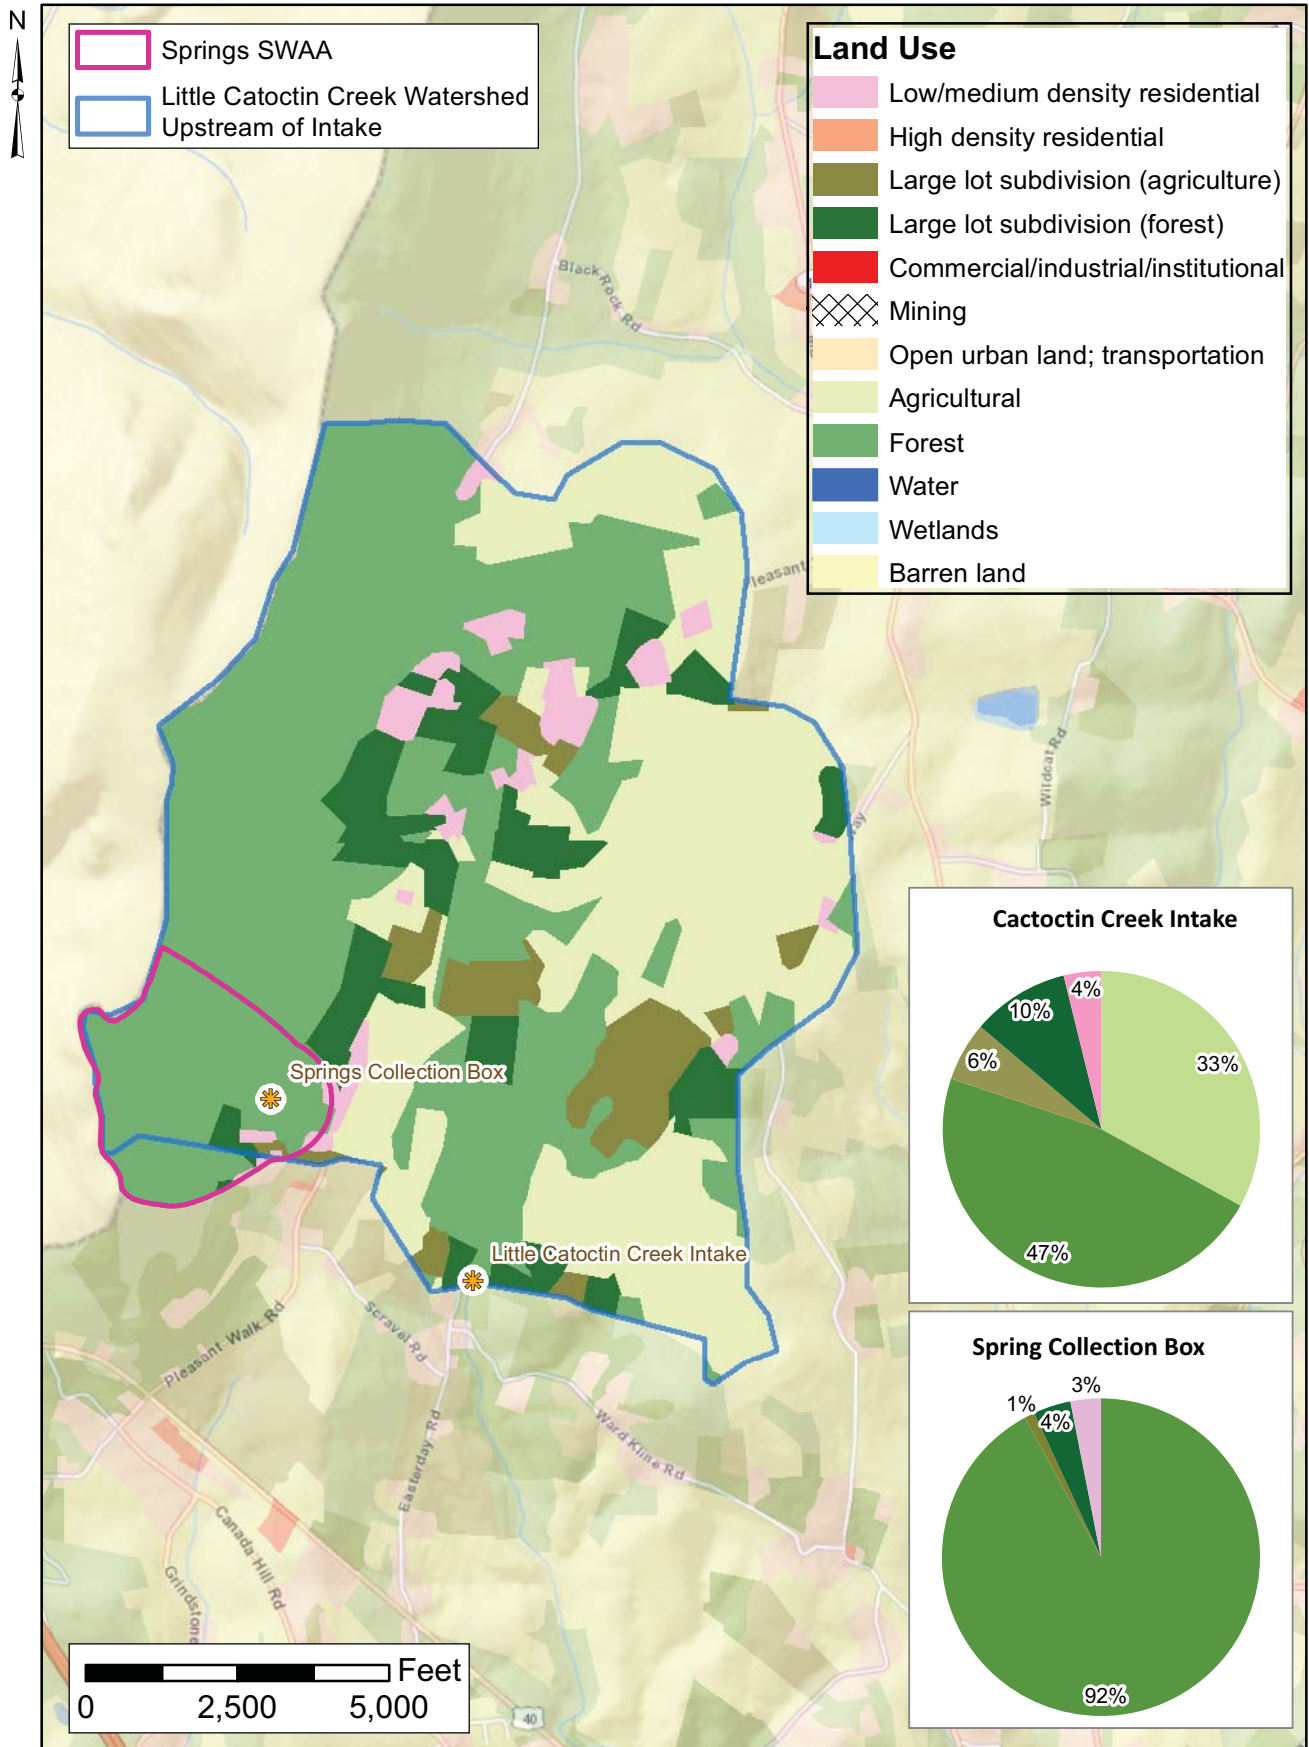 N
Springs SWAA
Little Catoctin Creek Watershed
Upstream of Intake
Land Use
Low/medium density residential
High density residential
Large lot subdivision (agriculture)
Large lot subdivision (forest)
Commercial/industrial/institutional
Mining
Open urban land; transportation
Agricultural
Forest
Water
Wetlands
Barren land
Black Rock Rd
Pleasant
Wildcat Rd
Springs Collection Box
Little Catoctin Creek Intake
Pleasant Walk Rd
Scravel Rd
Easterday Rd
Ward Kline Rd
Canada Hill Rd
Grindstone
40
Cactoctin Creek Intake
4%
10%
6%
33%
47%
Spring Collection Box
3%
1%
4%
92%
Feet
0 2,500 5,000